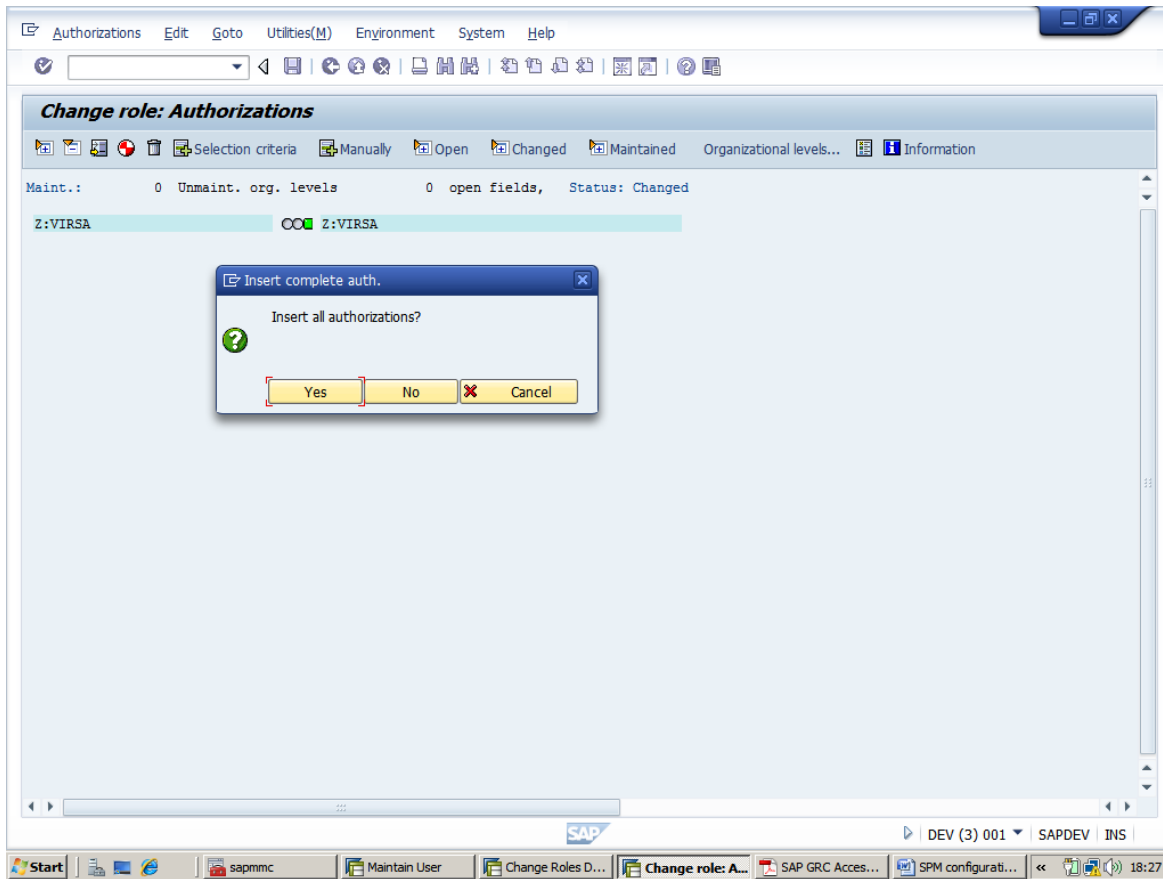 Authorizations Edit Goto Utilities(M) Environment System Help
Change role: Authorizations
Selection criteria Manually Open Changed Maintained Organizational levels... Information
Maint.: 0 Unmaint. org. levels 0 open fields, Status: Changed
Z:VIRSA Z:VIRSA
Insert complete auth.
Insert all authorizations?
Yes No Cancel
SAP DEV (3) 001 SAPDEV INS
Start sapmmc Maintain User Change Roles D... Change role: A... SAP GRC Acces... SPM configurati... « 18:27